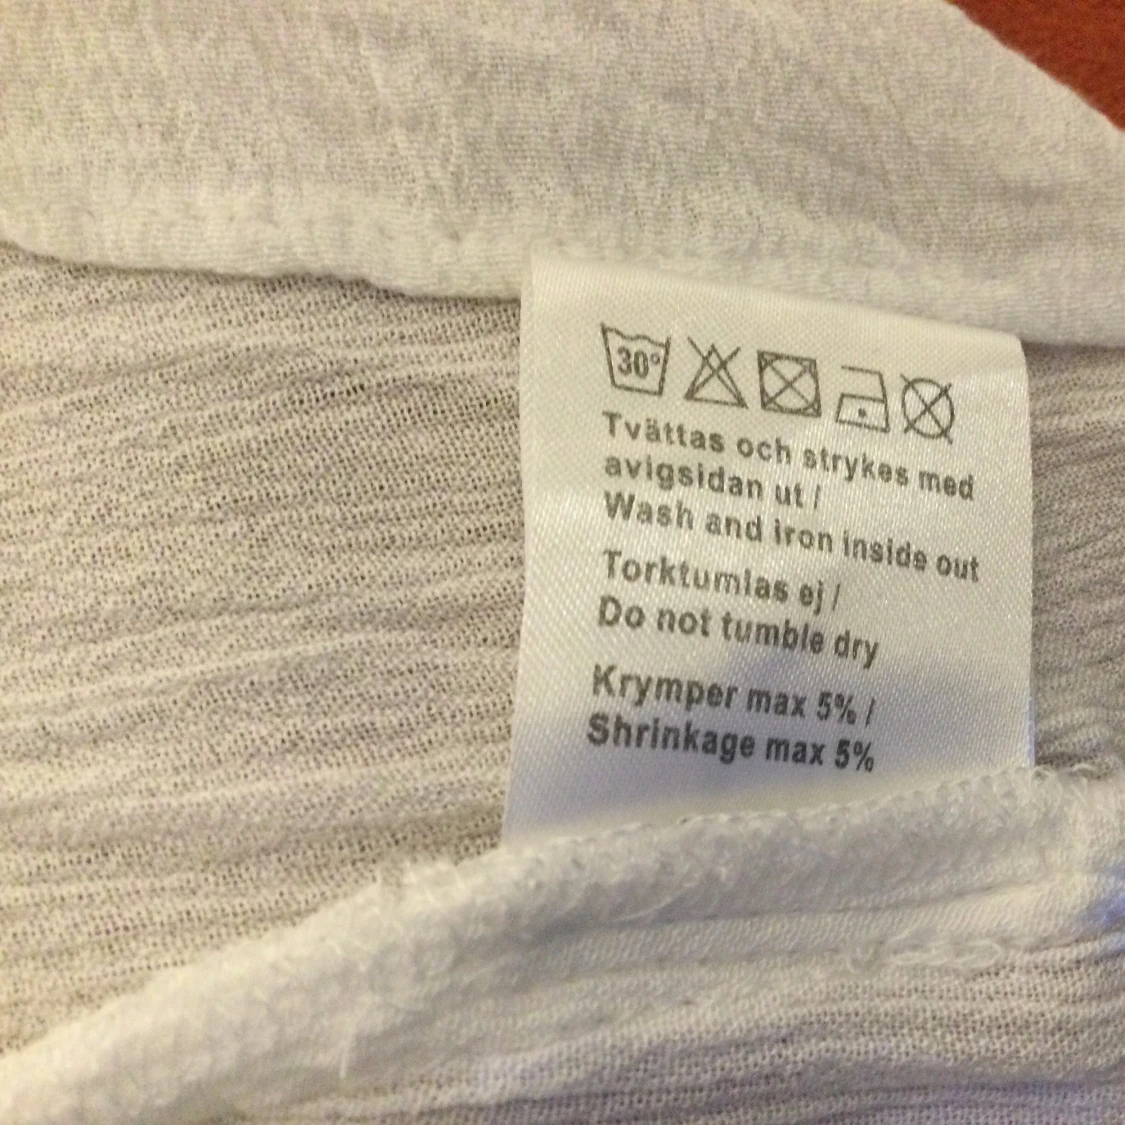 30°
Tvättas och strykes med
avigsidan ut /
Wash and iron inside out
Torktumlas ej /
Do not tumble dry
Krymper max 5% /
Shrinkage max 5%